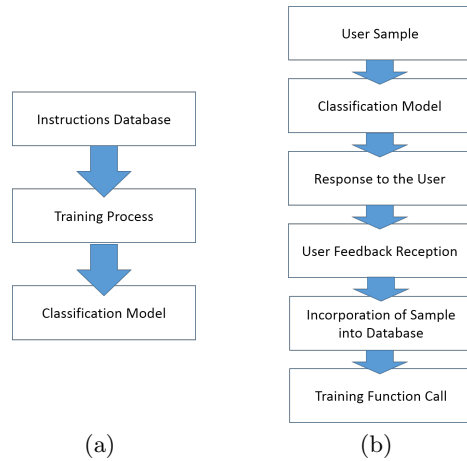 Instructions Database
Training Process
Classification Model
(a)
User Sample
Classification Model
Response to the User
User Feedback Reception
Incorporation of Sample
into Database
Training Function Call
(b)